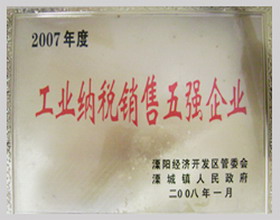 2007年度
工业纳税销售五强企业
溧阳经济开发区管委会
溧城镇人民政府
二00八年一月